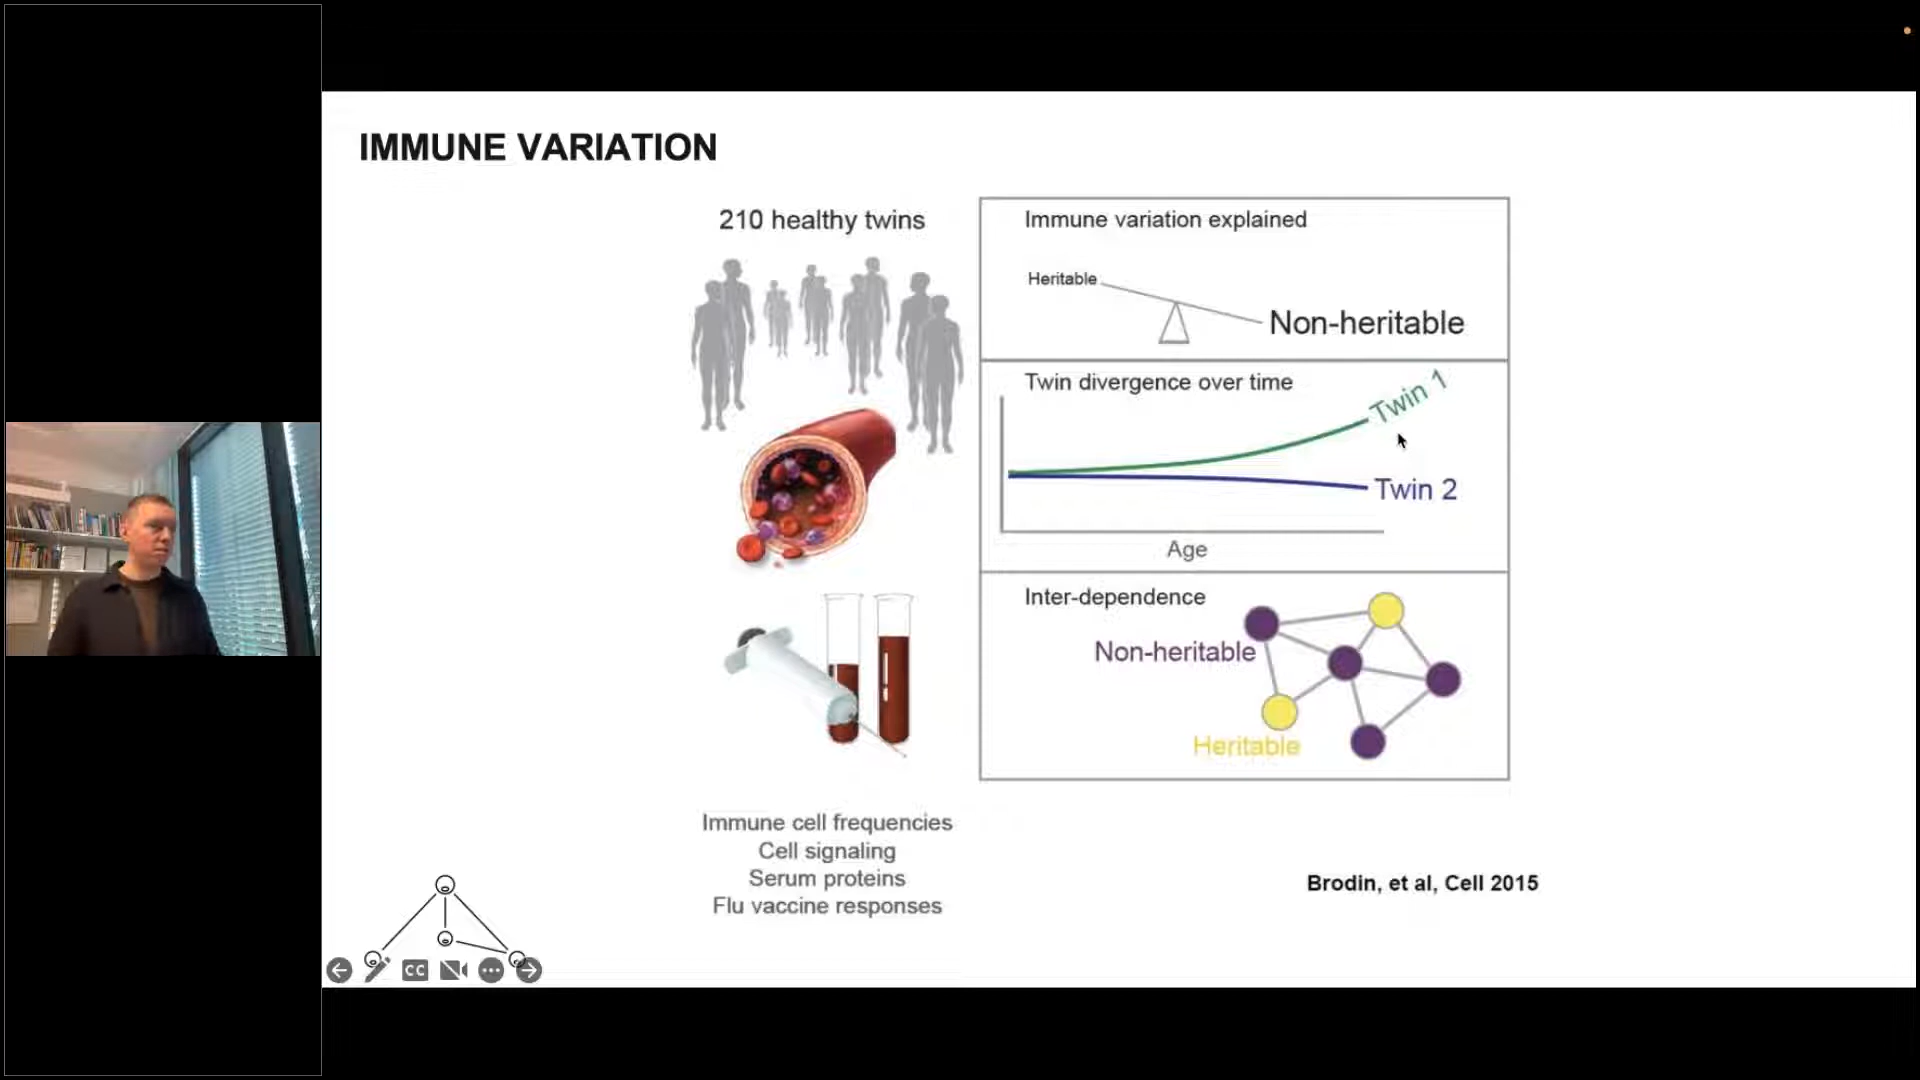 IMMUNE VARIATION
210 healthy twins
Immune cell frequencies
Cell signaling
Serum proteins
Flu vaccine responses
Immune variation explained
Heritable
Non-heritable
Twin divergence over time
Twin 1
Twin 2
Age
Inter-dependence
Non-heritable
Heritable
Brodin, et al, Cell 2015
CC